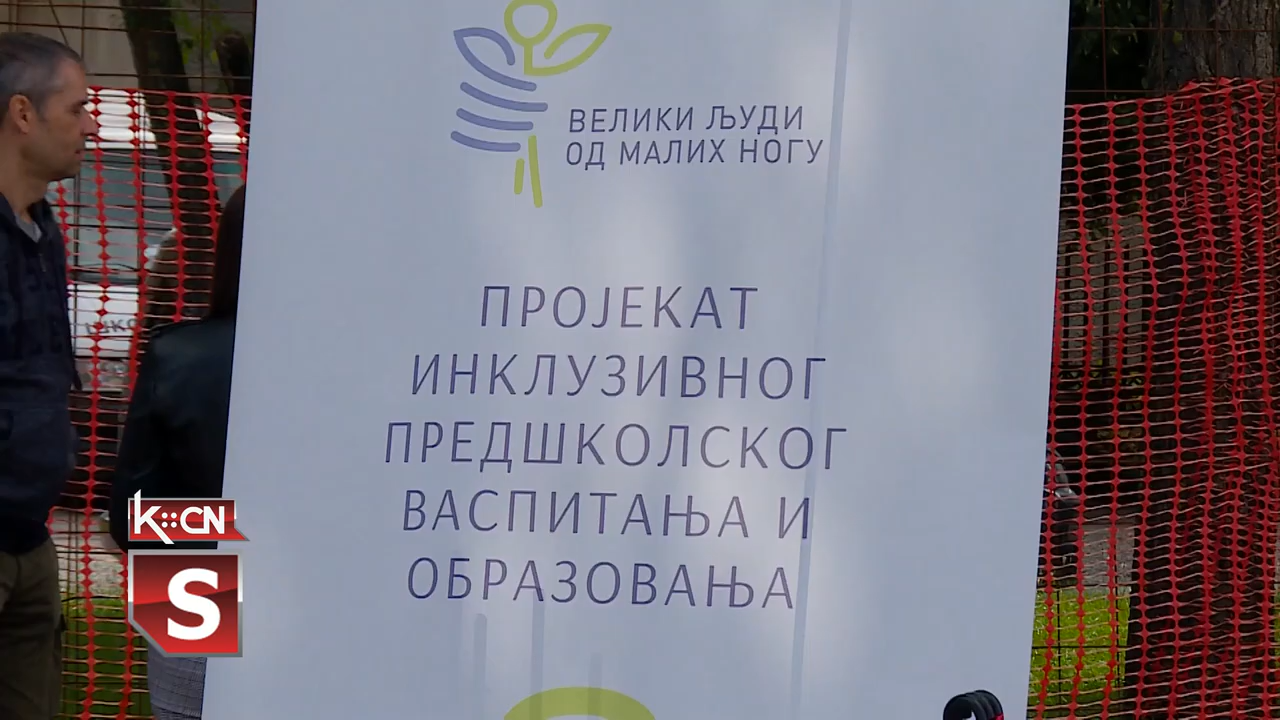 ВЕЛИКИ ЉУДИ
ОД МАЛИХ НОГУ
ПРОЈЕКАТ
ИНКЛУЗИВНОГ
ПРЕДШКОЛСКОГ
ВАСПИТАЊА И
ОБРАЗОВАЊА
K::CN
S